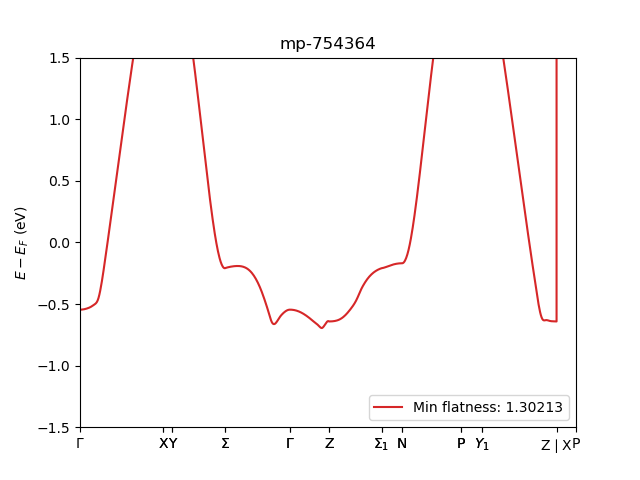 mp-754364
1.5
1.0
0.5
0.0
−0.5
−1.0
−1.5
E − E_F (eV)
Min flatness: 1.30213
Γ X Y Σ Γ Z Σ₁ N P Y₁ Z | X P